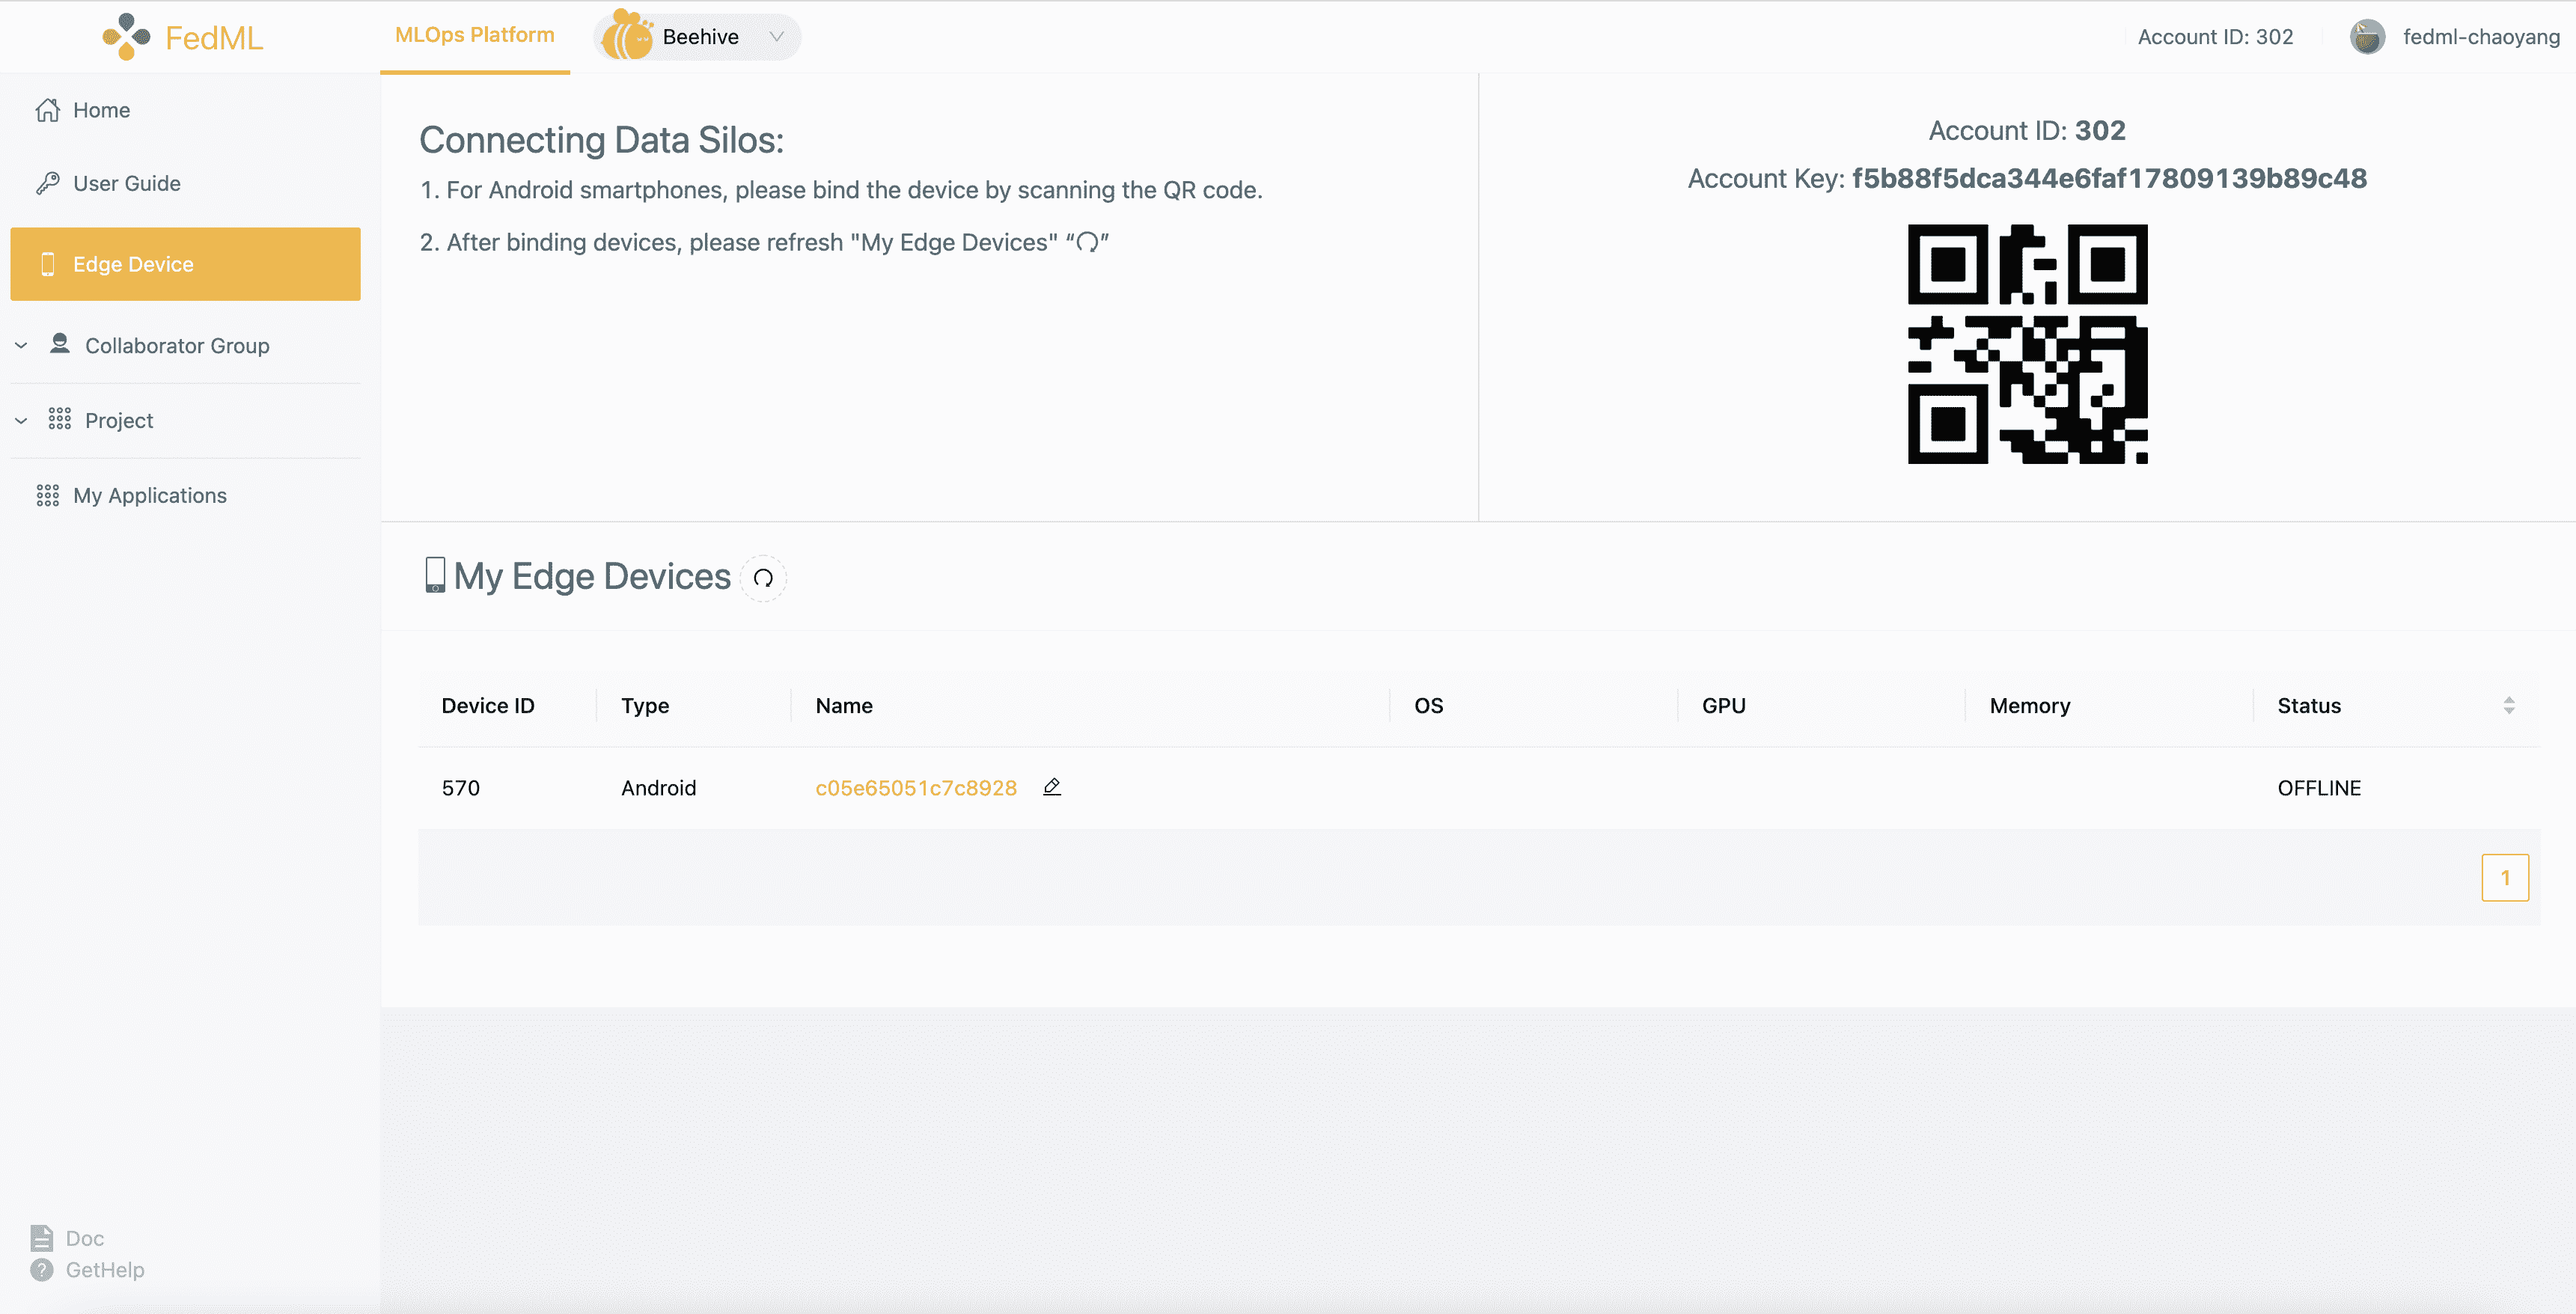 FedML
MLOps Platform
Beehive
Account ID: 302
fedml-chaoyang
Home
User Guide
Edge Device
Collaborator Group
Project
My Applications
Doc
GetHelp
Connecting Data Silos:
1. For Android smartphones, please bind the device by scanning the QR code.
2. After binding devices, please refresh "My Edge Devices" “”
Account ID: 302
Account Key: f5b88f5dca344e6faf17809139b89c48
My Edge Devices
Device ID Type Name OS GPU Memory Status
570 Android c05e65051c7c8928 OFFLINE
1